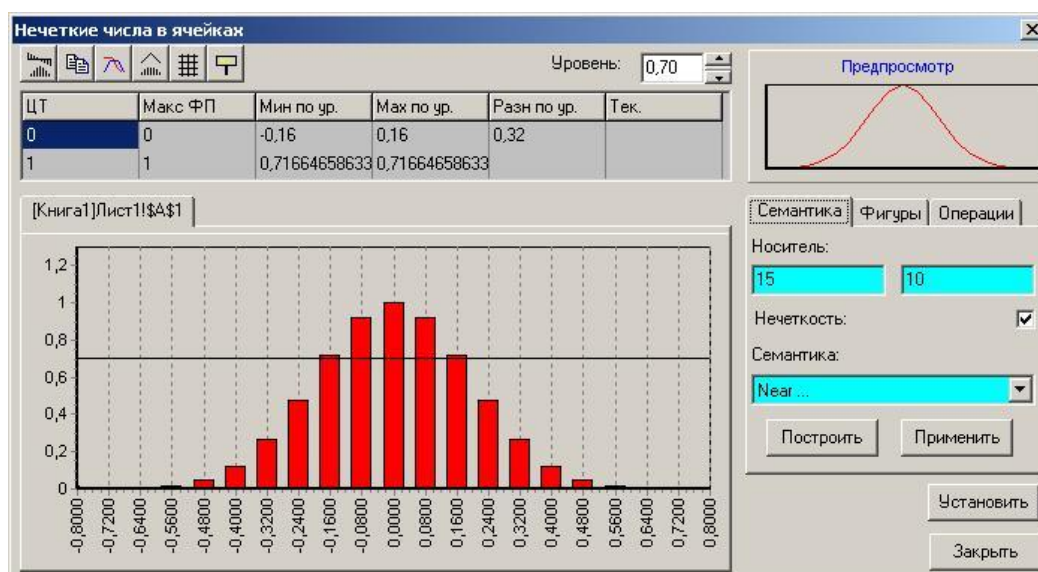 Нечеткие числа в ячейках
Уровень: 0,70
ЦТ Макс ФП Мин по ур. Max по ур. Разн по ур. Тек.
0 0 -0,16 0,16 0,32
1 1 0,71664658633 0,71664658633
Предпросмотр
[Книга1]Лист1!$A$1
1,2
1
0,8
0,6
0,4
0,2
0
-0,8000 -0,7200 -0,6400 -0,5600 -0,4800 -0,4000 -0,3200 -0,2400 -0,1600 -0,0800 0,00000 0,0800 0,1600 0,2400 0,3200 0,4000 0,4800 0,5600 0,6400 0,7200 0,8000
Семантика Фигуры Операции
Носитель:
15 10
Нечеткость:
Семантика:
Near ...
Построить Применить
Установить
Закрыть